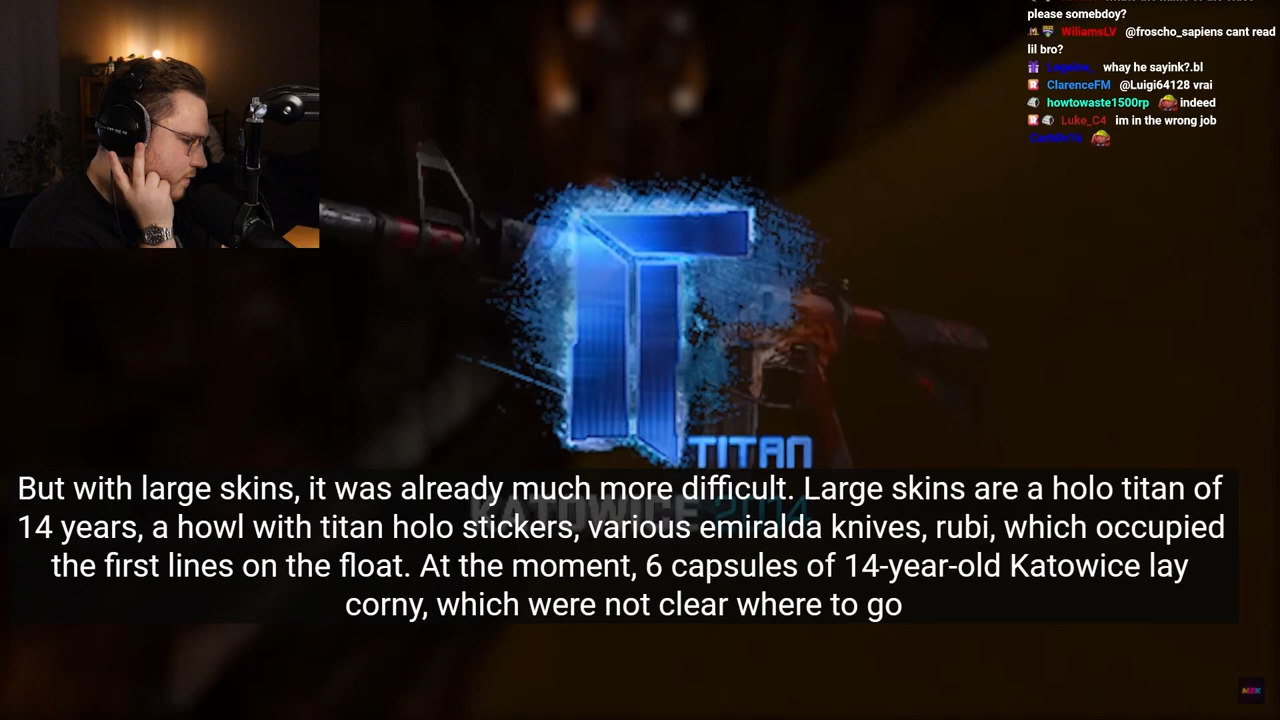 please somebdoy?
WiliamsLV @froscho_sapiens cant read
lil bro?
whay he sayink?.bl
ClarenceFM @Luigi64128 vrai
howtowaste1500rp indeed
Luke_C4 im in the wrong job
TITAN
KATOWICE 2014
But with large skins, it was already much more difficult. Large skins are a holo titan of
14 years, a howl with titan holo stickers, various emiralda knives, rubi, which occupied
the first lines on the float. At the moment, 6 capsules of 14-year-old Katowice lay
corny, which were not clear where to go